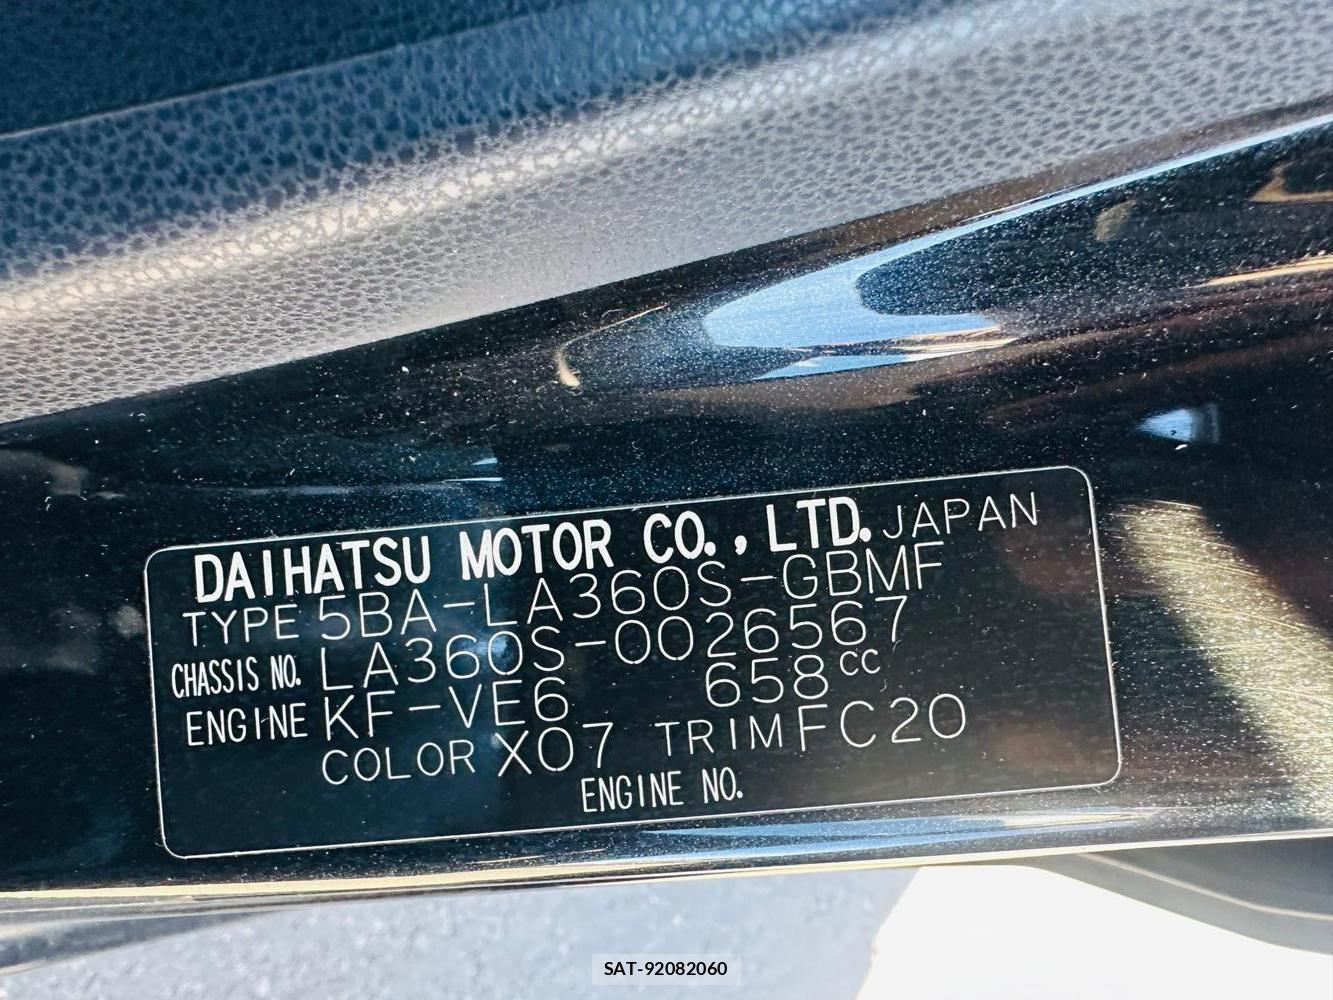 DAIHATSU MOTOR CO., LTD. JAPAN
TYPE 5BA-LA360S-GBMF
CHASSIS NO. LA360S-0026567
ENGINE KF-VE6 658cc
COLOR X07 TRIM FC20
ENGINE NO.
SAT-92082060